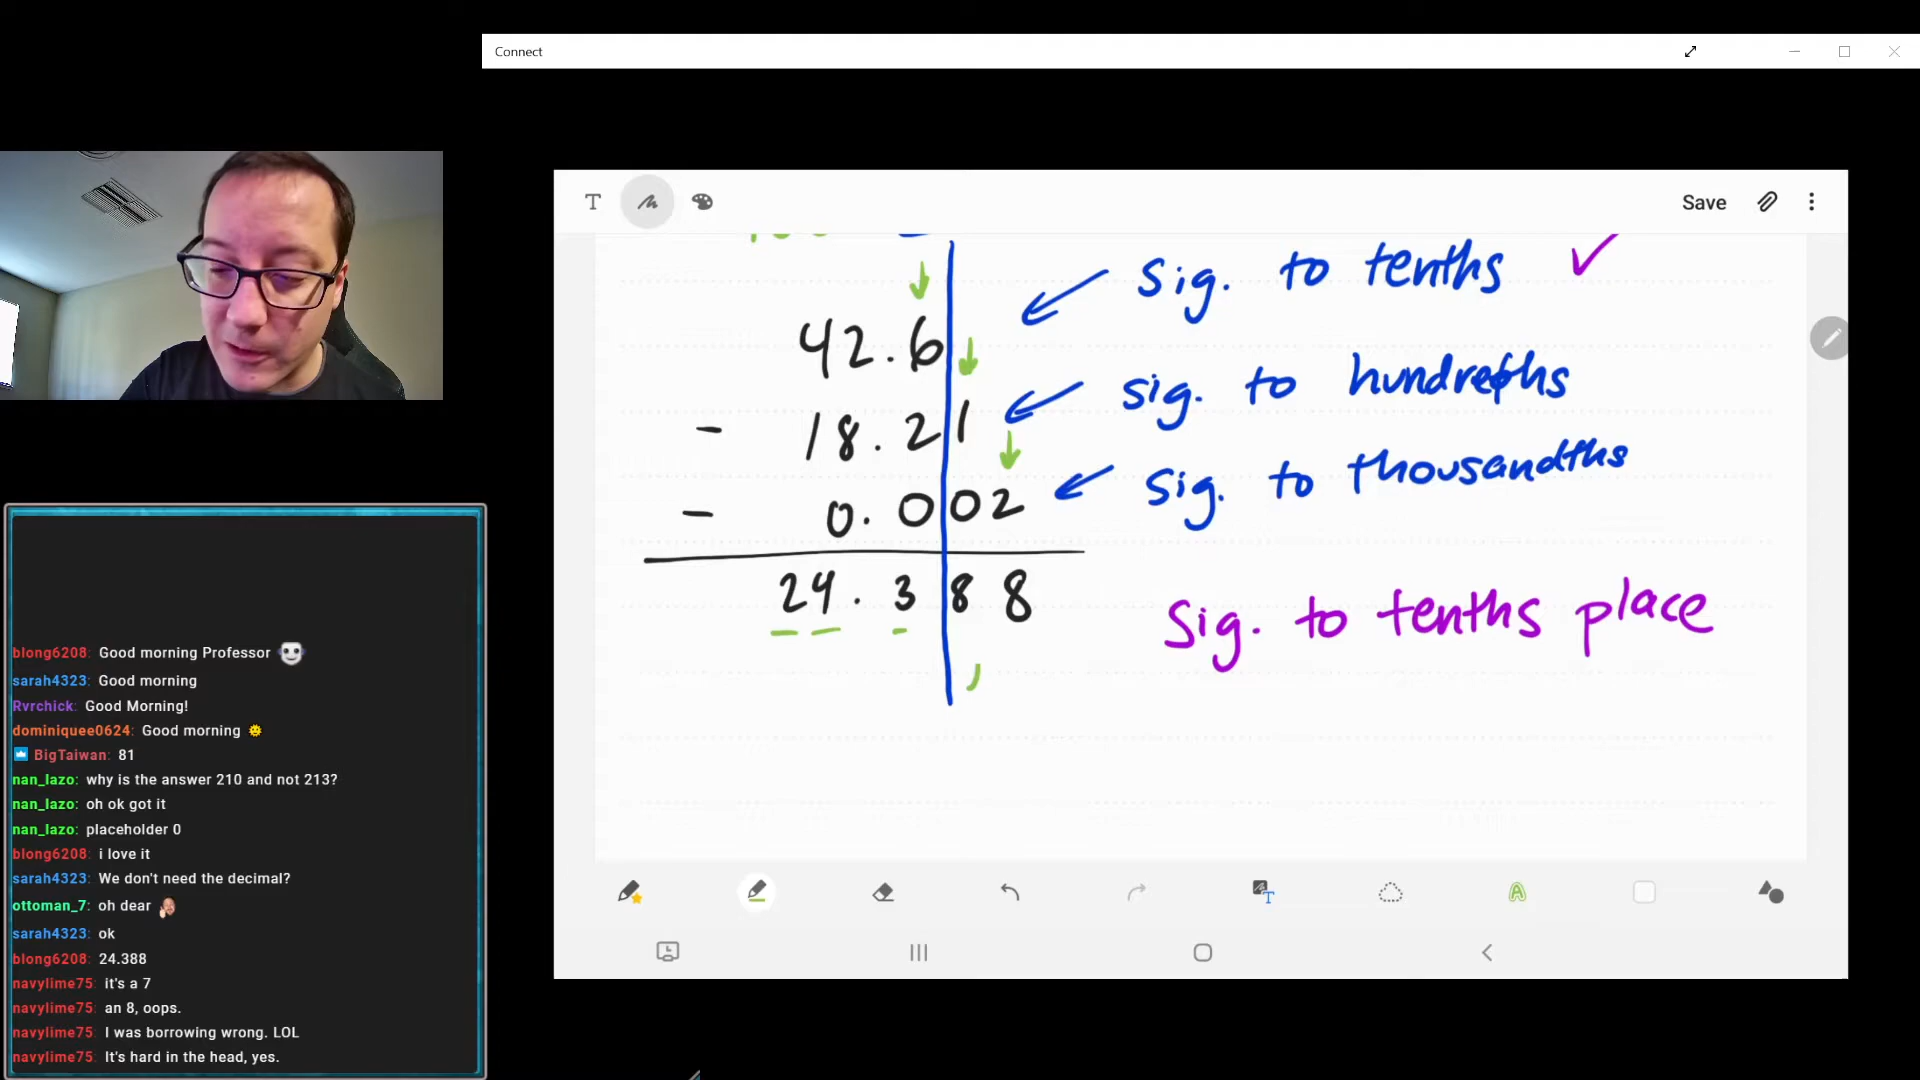 Connect
T
Save
sig. to tenths ✓
42.6
- 18.21
sig. to hundreths
- 0.002
sig. to thousandths
24.388
sig. to tenths place
blong6208: Good morning Professor
sarah4323: Good morning
Rvrchick: Good Morning!
dominiquee0624: Good morning
BigTaiwan: 81
nan_lazo: why is the answer 210 and not 213?
nan_lazo: oh ok got it
nan_lazo: placeholder 0
blong6208: i love it
sarah4323: We don't need the decimal?
ottoman_7: oh dear
sarah4323: ok
blong6208: 24.388
navylime75: it's a 7
navylime75: an 8, oops.
navylime75: I was borrowing wrong. LOL
navylime75: It's hard in the head, yes.